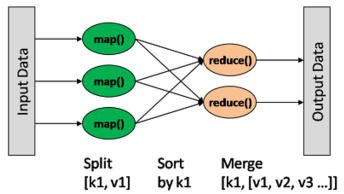 Input Data
map()
map()
map()
reduce()
reduce()
Output Data
Split Sort Merge
[k1, v1] by k1 [k1, [v1, v2, v3 ...]]